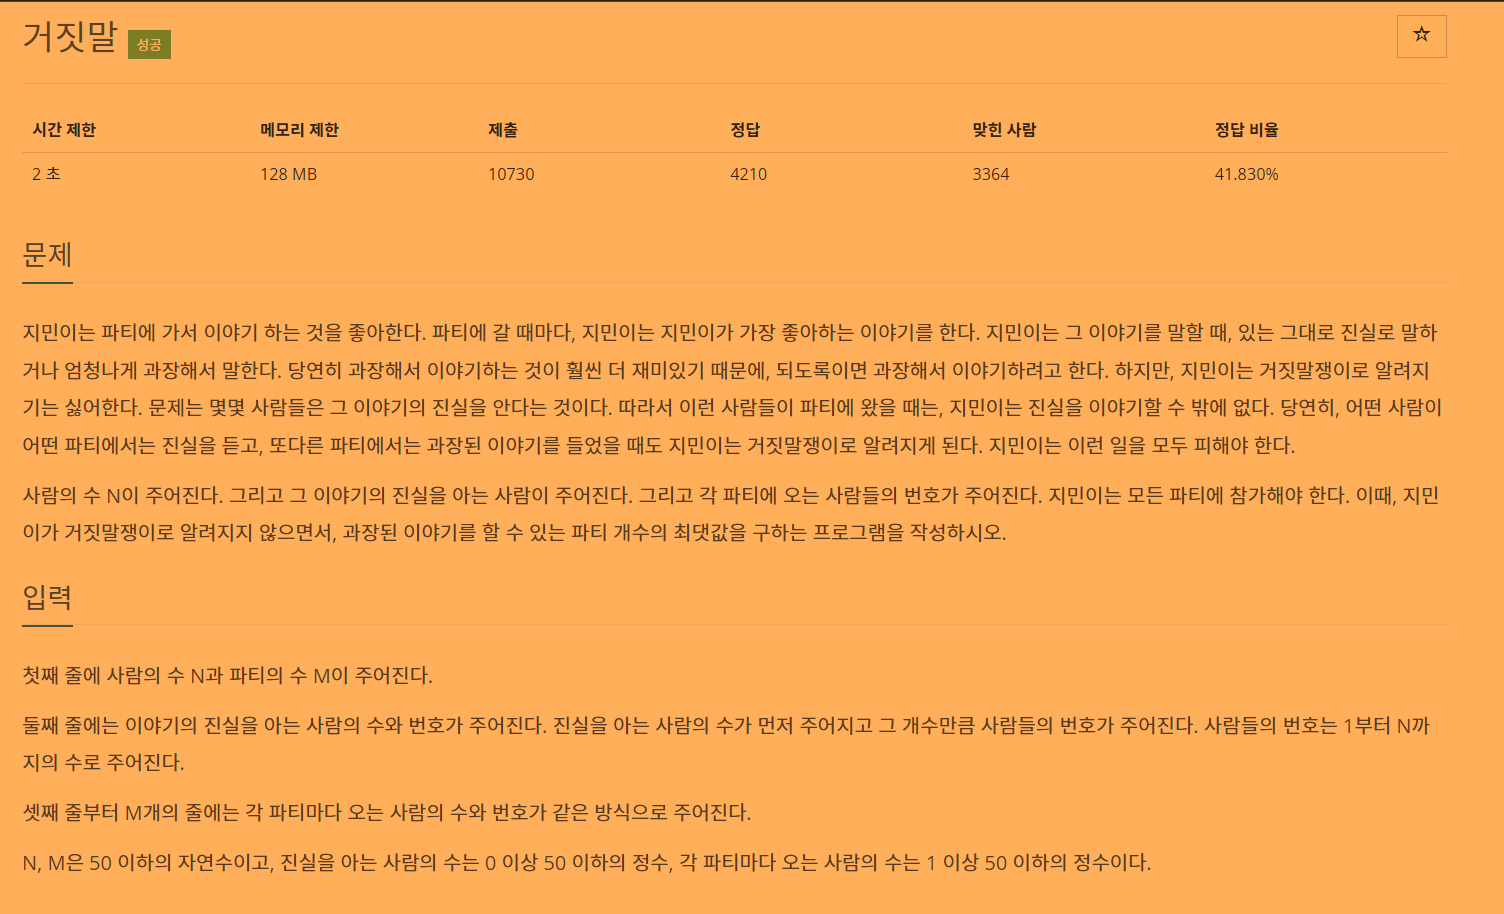 거짓말 성공 ☆
시간 제한 메모리 제한 제출 정답 맞힌 사람 정답 비율
2 초 128 MB 10730 4210 3364 41.830%
문제
지민이는 파티에 가서 이야기 하는 것을 좋아한다. 파티에 갈 때마다, 지민이는 지민이가 가장 좋아하는 이야기를 한다. 지민이는 그 이야기를 말할 때, 있는 그대로 진실로 말하
거나 엄청나게 과장해서 말한다. 당연히 과장해서 이야기하는 것이 훨씬 더 재미있기 때문에, 되도록이면 과장해서 이야기하려고 한다. 하지만, 지민이는 거짓말쟁이로 알려지
기는 싫어한다. 문제는 몇몇 사람들은 그 이야기의 진실을 안다는 것이다. 따라서 이런 사람들이 파티에 왔을 때는, 지민이는 진실을 이야기할 수 밖에 없다. 당연히, 어떤 사람이
어떤 파티에서는 진실을 듣고, 또다른 파티에서는 과장된 이야기를 들었을 때도 지민이는 거짓말쟁이로 알려지게 된다. 지민이는 이런 일을 모두 피해야 한다.
사람의 수 N이 주어진다. 그리고 그 이야기의 진실을 아는 사람이 주어진다. 그리고 각 파티에 오는 사람들의 번호가 주어진다. 지민이는 모든 파티에 참가해야 한다. 이때, 지민
이가 거짓말쟁이로 알려지지 않으면서, 과장된 이야기를 할 수 있는 파티 개수의 최댓값을 구하는 프로그램을 작성하시오.
입력
첫째 줄에 사람의 수 N과 파티의 수 M이 주어진다.
둘째 줄에는 이야기의 진실을 아는 사람의 수와 번호가 주어진다. 진실을 아는 사람의 수가 먼저 주어지고 그 개수만큼 사람들의 번호가 주어진다. 사람들의 번호는 1부터 N까
지의 수로 주어진다.
셋째 줄부터 M개의 줄에는 각 파티마다 오는 사람의 수와 번호가 같은 방식으로 주어진다.
N, M은 50 이하의 자연수이고, 진실을 아는 사람의 수는 0 이상 50 이하의 정수, 각 파티마다 오는 사람의 수는 1 이상 50 이하의 정수이다.